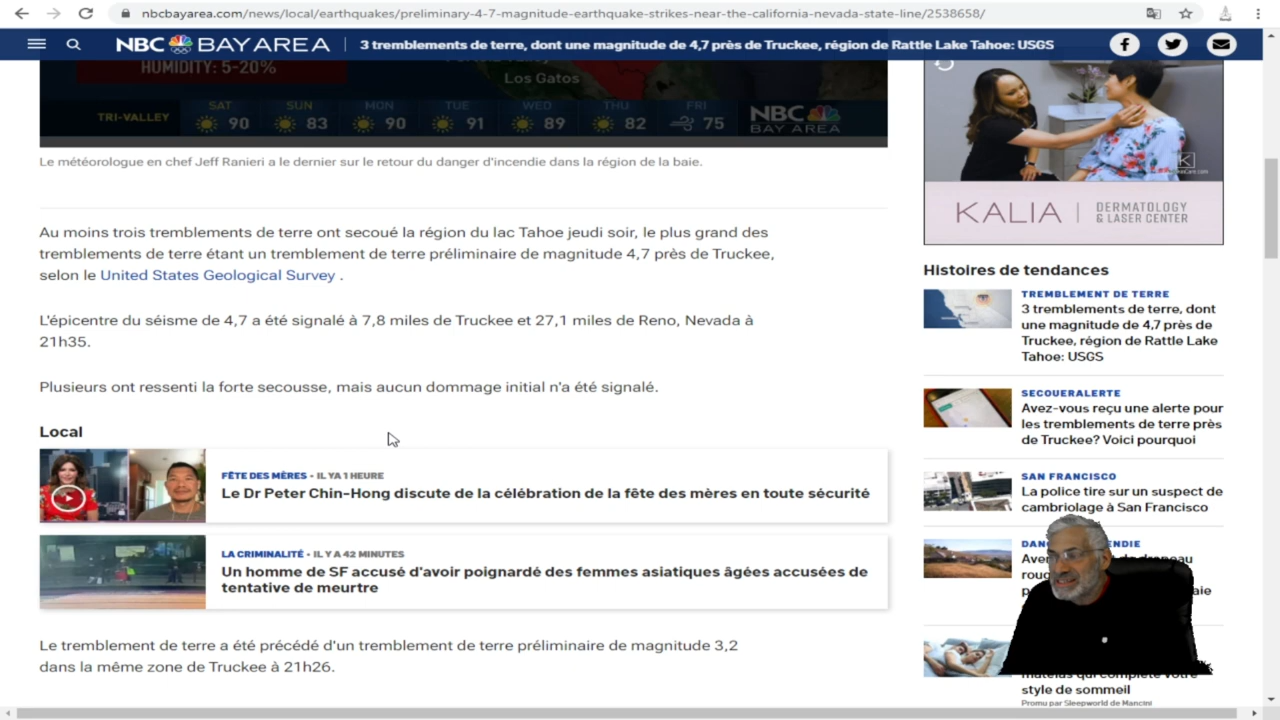 nbcbayarea.com/news/local/earthquakes/preliminary-4-7-magnitude-earthquake-strikes-near-the-california-nevada-state-line/2538658/
NBC BAY AREA
3 tremblements de terre, dont une magnitude de 4,7 près de Truckee, région de Rattle Lake Tahoe: USGS
HUMIDITY: 5-20%
Los Gatos
TRI-VALLEY
SAT 90
SUN 83
MON 90
TUE 91
WED 89
THU 82
FRI 75
NBC
BAY AREA
Le météorologue en chef Jeff Ranieri a le dernier sur le retour du danger d'incendie dans la région de la baie.
Au moins trois tremblements de terre ont secoué la région du lac Tahoe jeudi soir, le plus grand des
tremblements de terre étant un tremblement de terre préliminaire de magnitude 4,7 près de Truckee,
selon le United States Geological Survey .
L'épicentre du séisme de 4,7 a été signalé à 7,8 miles de Truckee et 27,1 miles de Reno, Nevada à
21h35.
Plusieurs ont ressenti la forte secousse, mais aucun dommage initial n'a été signalé.
Local
FÊTE DES MÈRES • IL Y A 1 HEURE
Le Dr Peter Chin-Hong discute de la célébration de la fête des mères en toute sécurité
LA CRIMINALITÉ • IL Y A 42 MINUTES
Un homme de SF accusé d'avoir poignardé des femmes asiatiques âgées accusées de
tentative de meurtre
Le tremblement de terre a été précédé d'un tremblement de terre préliminaire de magnitude 3,2
dans la même zone de Truckee à 21h26.
KALIA | DERMATOLOGY
& LASER CENTER
Histoires de tendances
TREMBLEMENT DE TERRE
3 tremblements de terre, dont
une magnitude de 4,7 près de
Truckee, région de Rattle Lake
Tahoe: USGS
SECOUERALERTE
Avez-vous reçu une alerte pour
les tremblements de terre près
de Truckee? Voici pourquoi
SAN FRANCISCO
La police tire sur un suspect de
cambriolage à San Francisco
matelas qui complète votre
style de sommeil
Promu par Sleepworld de Mancini